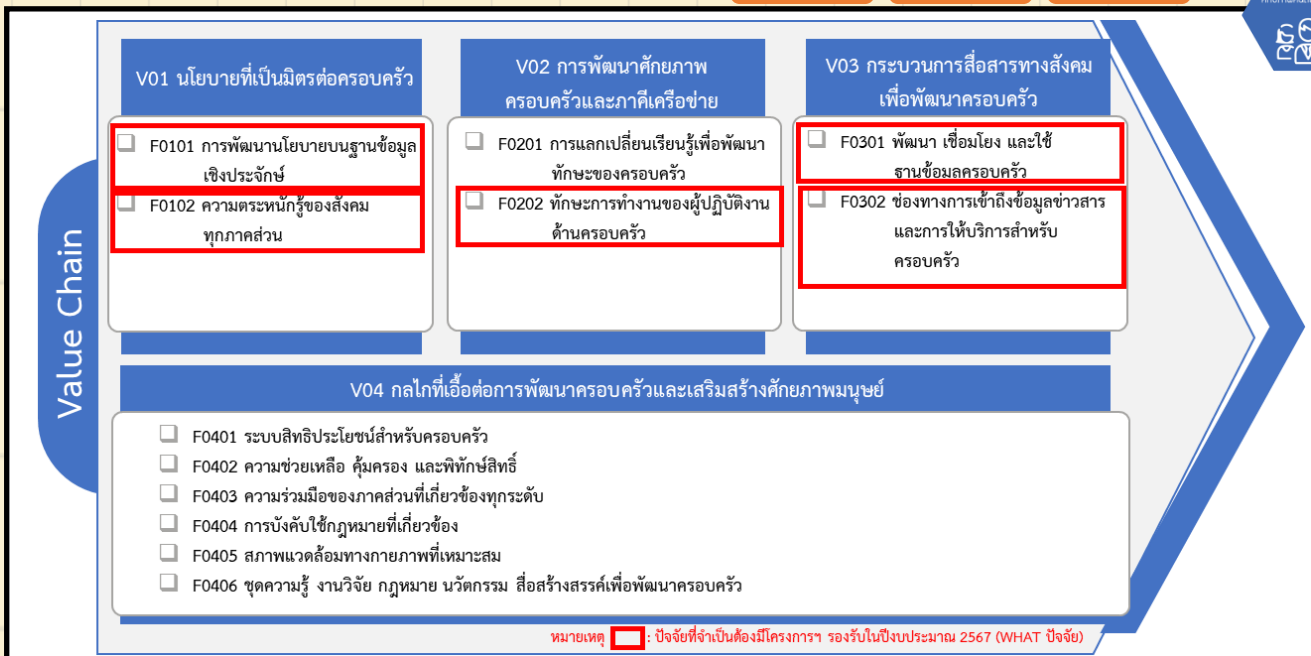 V01 นโยบายที่เป็นมิตรต่อครอบครัว
F0101 การพัฒนานโยบายบนฐานข้อมูล
เชิงประจักษ์
F0102 ความตระหนักรู้ของสังคม
ทุกภาคส่วน
V02 การพัฒนาศักยภาพ
ครอบครัวและภาคีเครือข่าย
F0201 การแลกเปลี่ยนเรียนรู้เพื่อพัฒนา
ทักษะของครอบครัว
F0202 ทักษะการทำงานของผู้ปฏิบัติงาน
ด้านครอบครัว
V03 กระบวนการสื่อสารทางสังคม
เพื่อพัฒนาครอบครัว
F0301 พัฒนา เชื่อมโยง และใช้
ฐานข้อมูลครอบครัว
F0302 ช่องทางการเข้าถึงข้อมูลข่าวสาร
และการให้บริการสำหรับ
ครอบครัว
Value Chain
V04 กลไกที่เอื้อต่อการพัฒนาครอบครัวและเสริมสร้างศักยภาพมนุษย์
F0401 ระบบสิทธิประโยชน์สำหรับครอบครัว
F0402 ความช่วยเหลือ คุ้มครอง และพิทักษ์สิทธิ์
F0403 ความร่วมมือของภาคส่วนที่เกี่ยวข้องทุกระดับ
F0404 การบังคับใช้กฎหมายที่เกี่ยวข้อง
F0405 สภาพแวดล้อมทางกายภาพที่เหมาะสม
F0406 ชุดความรู้ งานวิจัย กฎหมาย นวัตกรรม สื่อสร้างสรรค์เพื่อพัฒนาครอบครัว
หมายเหตุ : ปัจจัยที่จำเป็นต้องมีโครงการฯ รองรับในปีงบประมาณ 2567 (WHAT ปัจจัย)